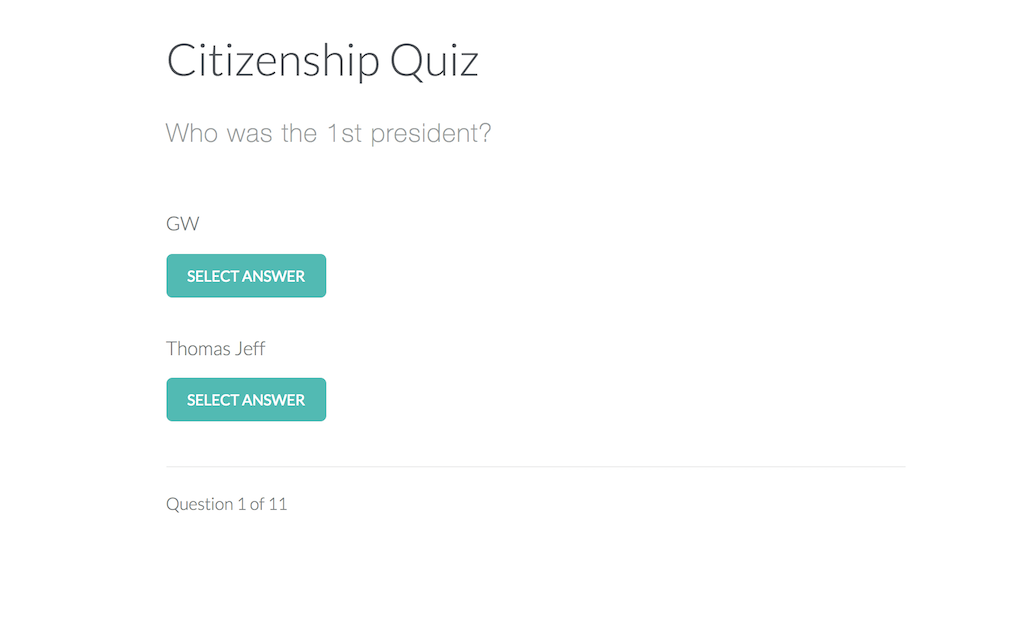 Citizenship Quiz
Who was the 1st president?
GW
SELECT ANSWER
Thomas Jeff
SELECT ANSWER
Question 1 of 11